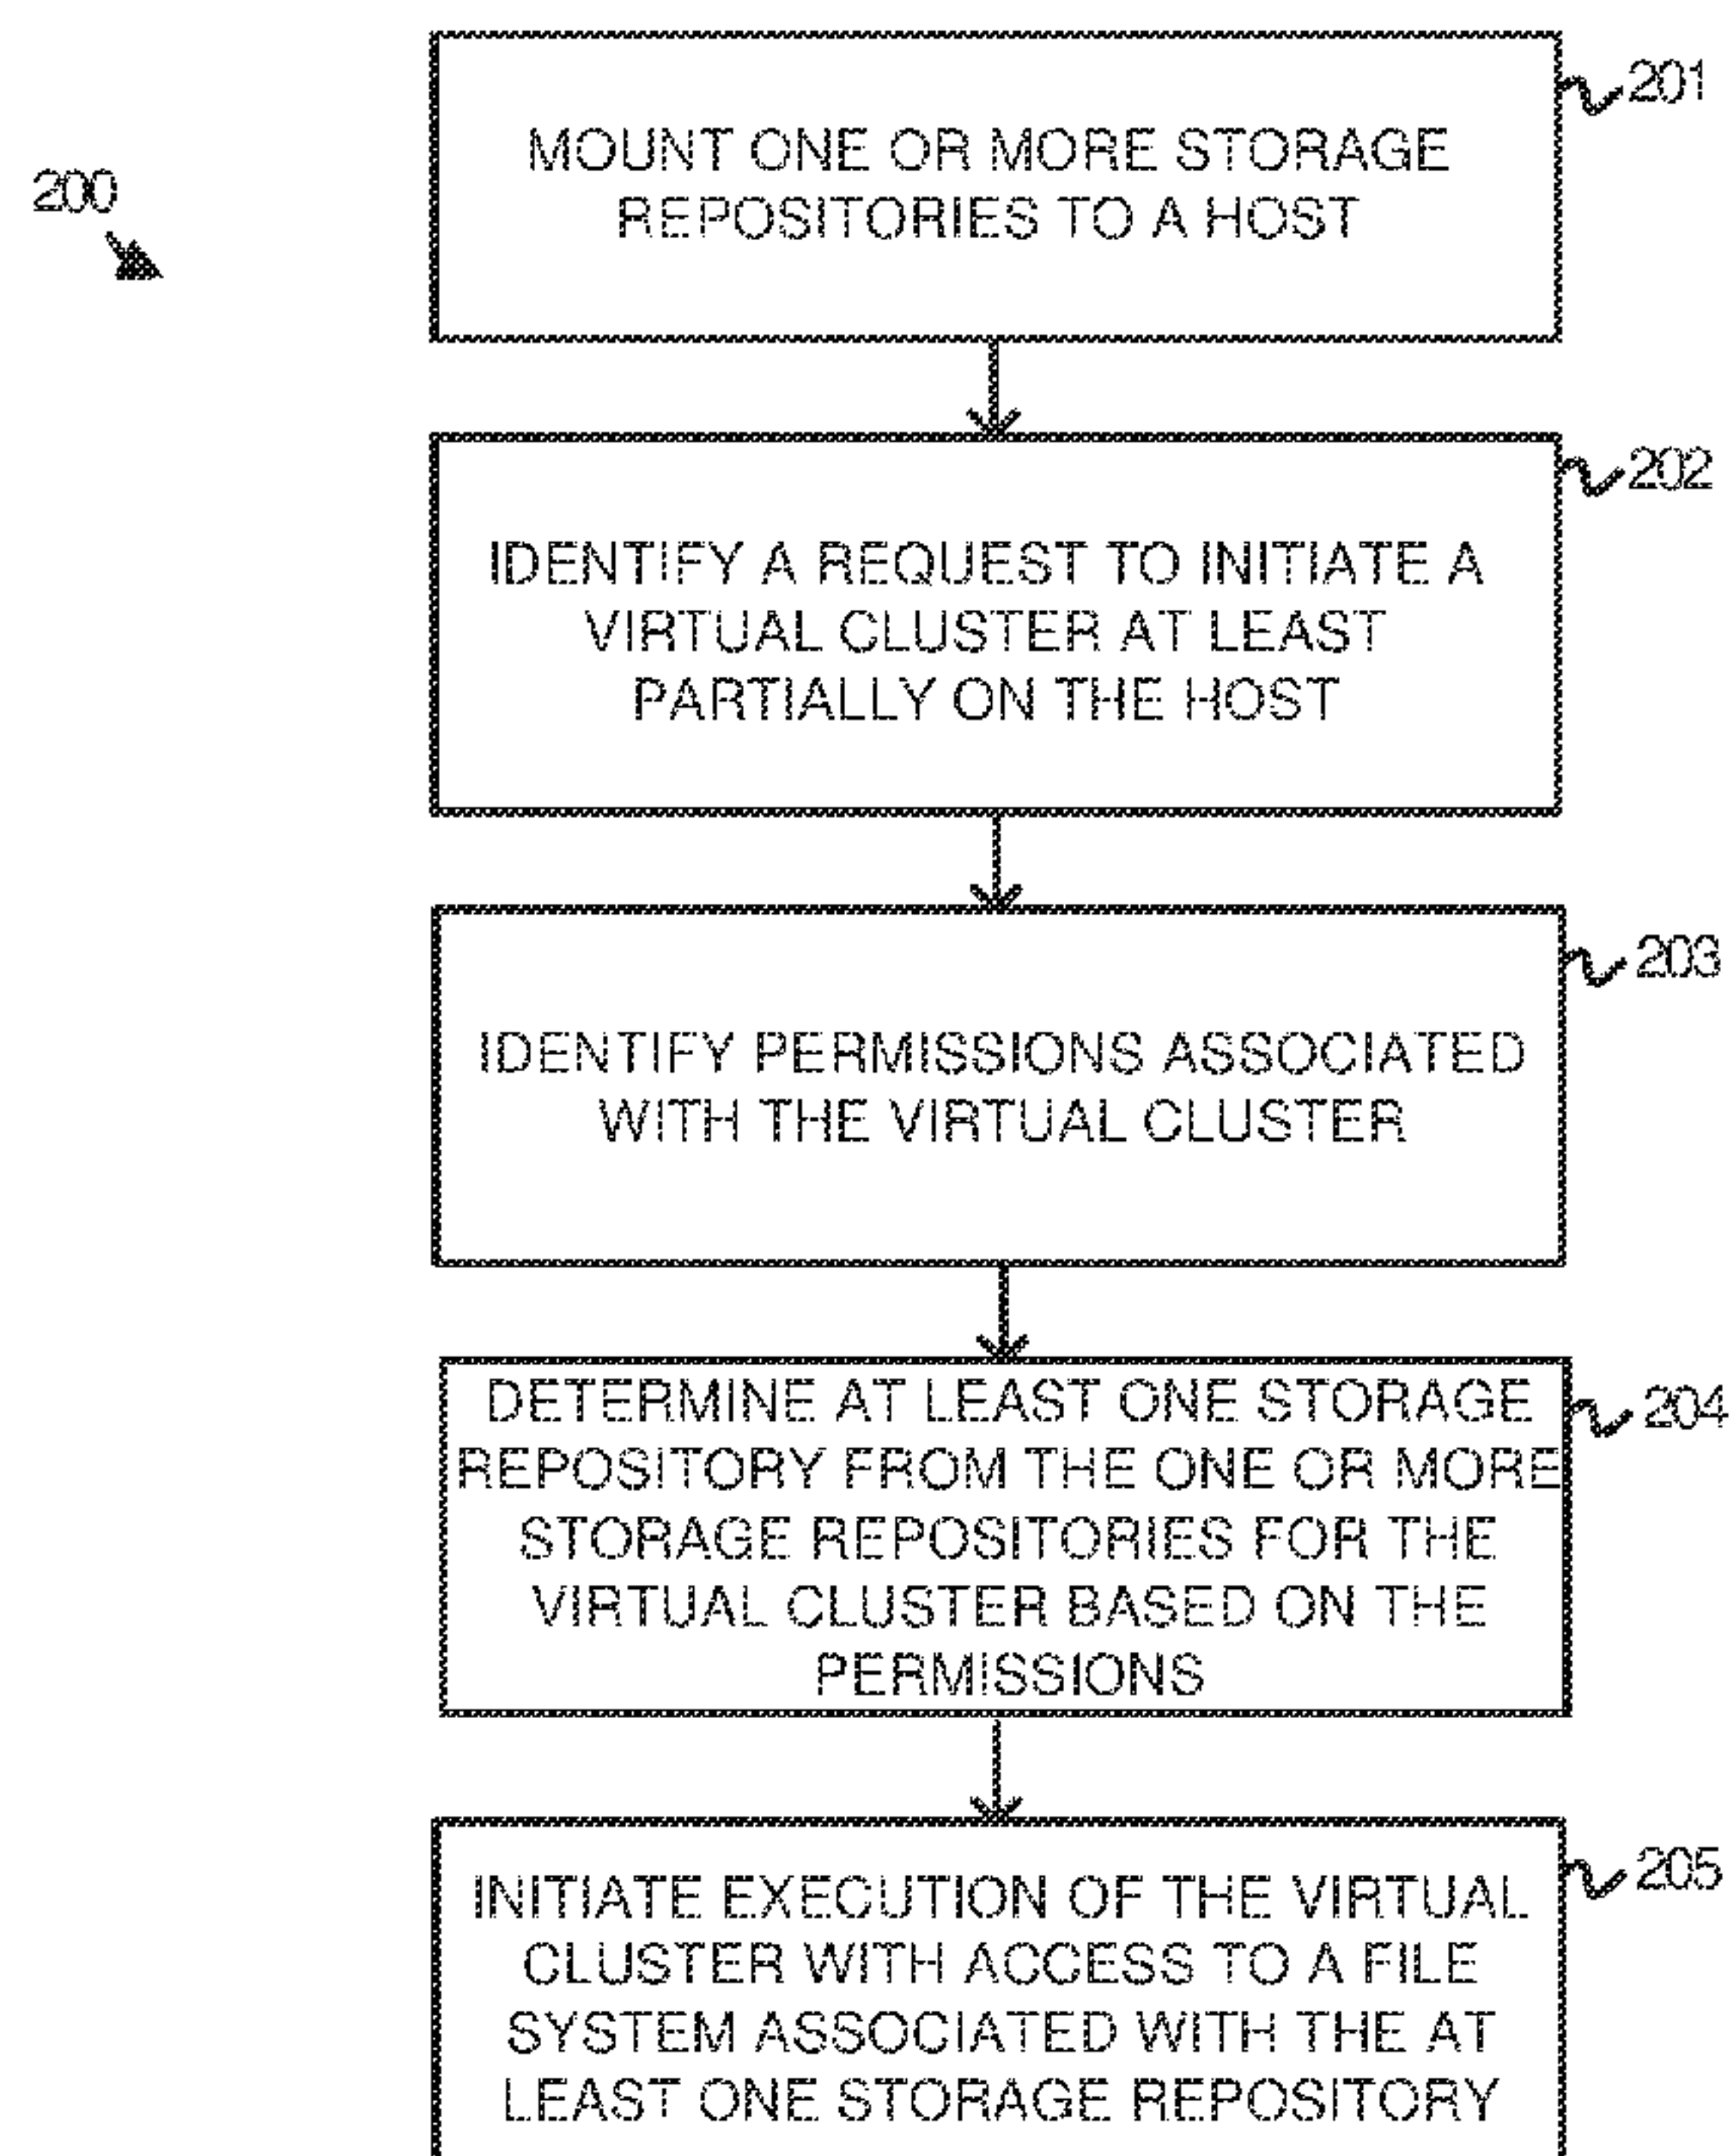 200
201
MOUNT ONE OR MORE STORAGE
REPOSITORIES TO A HOST
202
IDENTIFY A REQUEST TO INITIATE A
VIRTUAL CLUSTER AT LEAST
PARTIALLY ON THE HOST
203
IDENTIFY PERMISSIONS ASSOCIATED
WITH THE VIRTUAL CLUSTER
204
DETERMINE AT LEAST ONE STORAGE
REPOSITORY FROM THE ONE OR MORE
STORAGE REPOSITORIES FOR THE
VIRTUAL CLUSTER BASED ON THE
PERMISSIONS
205
INITIATE EXECUTION OF THE VIRTUAL
CLUSTER WITH ACCESS TO A FILE
SYSTEM ASSOCIATED WITH THE AT
LEAST ONE STORAGE REPOSITORY